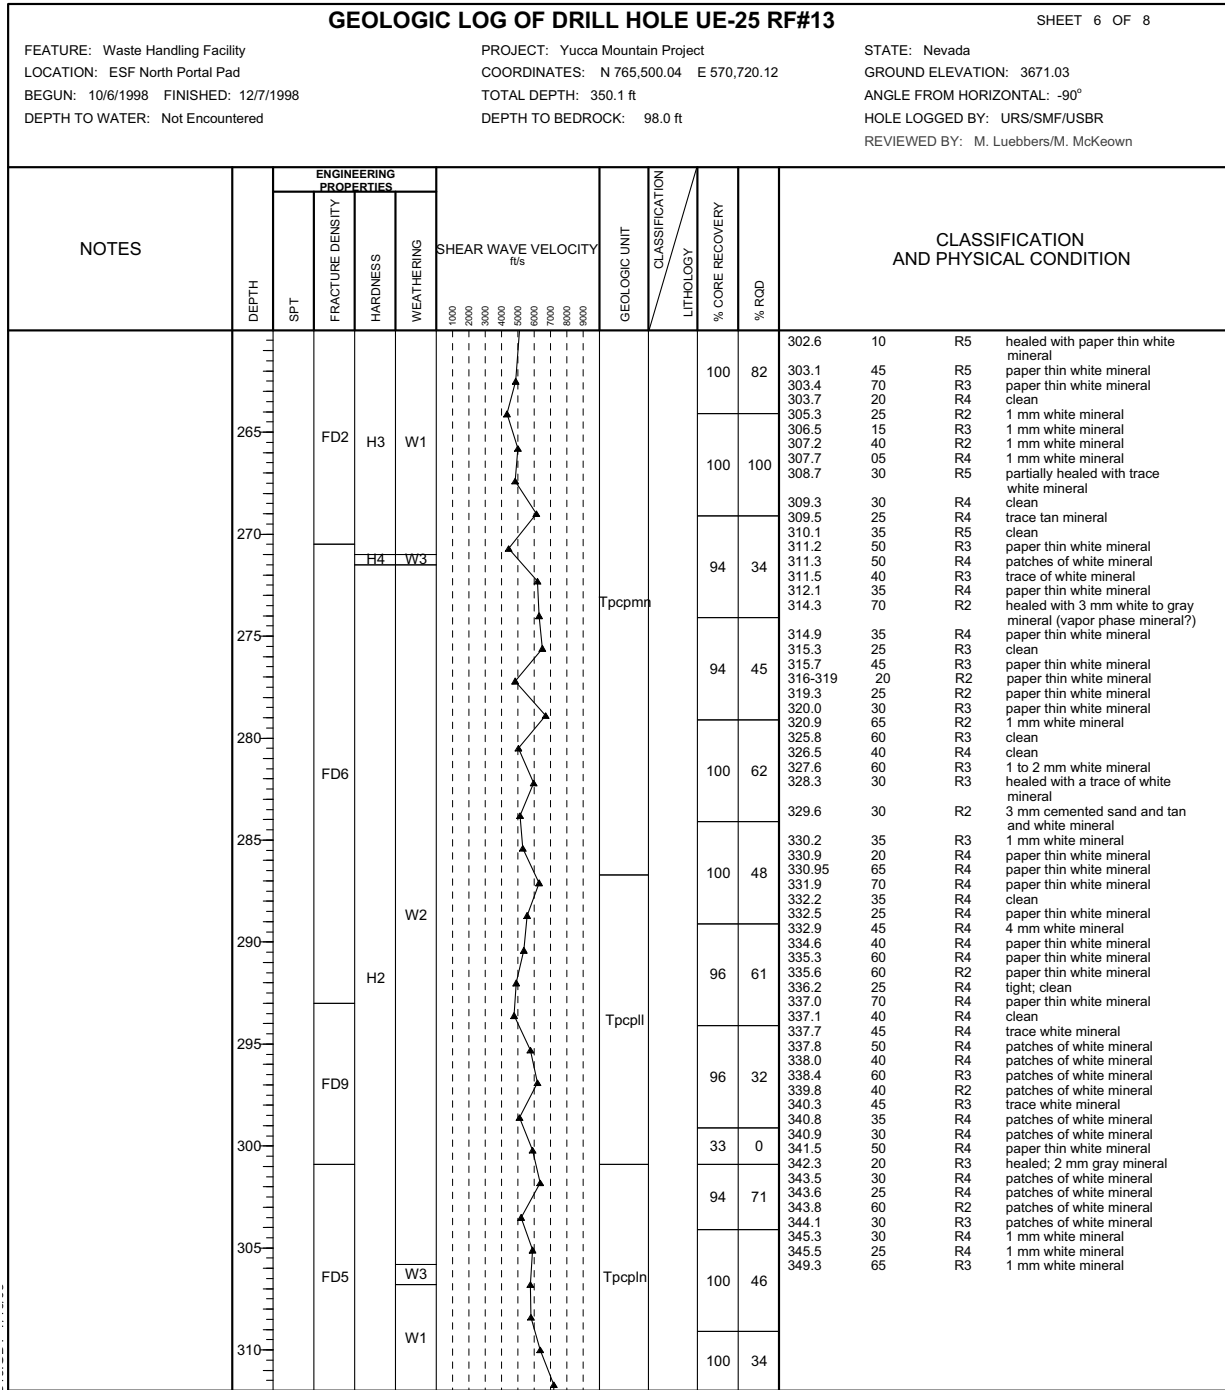 GEOLOGIC LOG OF DRILL HOLE UE-25 RF#13
SHEET 6 OF 8
FEATURE: Waste Handling Facility
LOCATION: ESF North Portal Pad
BEGUN: 10/6/1998 FINISHED: 12/7/1998
DEPTH TO WATER: Not Encountered
PROJECT: Yucca Mountain Project
COORDINATES: N 765,500.04 E 570,720.12
TOTAL DEPTH: 350.1 ft
DEPTH TO BEDROCK: 98.0 ft
STATE: Nevada
GROUND ELEVATION: 3671.03
ANGLE FROM HORIZONTAL: -90°
HOLE LOGGED BY: URS/SMF/USBR
REVIEWED BY: M. Luebbers/M. McKeown
NOTES
DEPTH
ENGINEERING
PROPERTIES
SPT
FRACTURE DENSITY
HARDNESS
WEATHERING
SHEAR WAVE VELOCITY
ft/s
1000 2000 3000 4000 5000 6000 7000 8000 9000
GEOLOGIC UNIT
CLASSIFICATION
LITHOLOGY
% CORE RECOVERY
% RQD
CLASSIFICATION
AND PHYSICAL CONDITION
265
270
275
280
285
290
295
300
305
310
FD2
FD6
FD9
FD5
H3
H4
H2
W1
W3
W2
W3
W1
Tpcpmn
Tpcpll
Tpcpln
100 82
100 100
94 34
94 45
100 62
100 48
96 61
96 32
33 0
94 71
100 46
100 34
302.6 10 R5 healed with paper thin white
mineral
303.1 45 R5 paper thin white mineral
303.4 70 R3 paper thin white mineral
303.7 20 R4 clean
305.3 25 R2 1 mm white mineral
306.5 15 R3 1 mm white mineral
307.2 40 R2 1 mm white mineral
307.7 05 R4 1 mm white mineral
308.7 30 R5 partially healed with trace
white mineral
309.3 30 R4 clean
309.5 25 R4 trace tan mineral
310.1 35 R5 clean
311.2 50 R3 paper thin white mineral
311.3 50 R4 patches of white mineral
311.5 40 R3 trace of white mineral
312.1 35 R4 paper thin white mineral
314.3 70 R2 healed with 3 mm white to gray
mineral (vapor phase mineral?)
314.9 35 R4 paper thin white mineral
315.3 25 R3 clean
315.7 45 R3 paper thin white mineral
316-319 20 R2 paper thin white mineral
319.3 25 R2 paper thin white mineral
320.0 30 R3 paper thin white mineral
320.9 65 R2 1 mm white mineral
325.8 60 R3 clean
326.5 40 R4 clean
327.6 60 R3 1 to 2 mm white mineral
328.3 30 R3 healed with a trace of white
mineral
329.6 30 R2 3 mm cemented sand and tan
and white mineral
330.2 35 R3 1 mm white mineral
330.9 20 R4 paper thin white mineral
330.95 65 R4 paper thin white mineral
331.9 70 R4 paper thin white mineral
332.2 35 R4 clean
332.5 25 R4 paper thin white mineral
332.9 45 R4 4 mm white mineral
334.6 40 R4 paper thin white mineral
335.3 60 R4 paper thin white mineral
335.6 60 R2 paper thin white mineral
336.2 25 R4 tight; clean
337.0 70 R4 paper thin white mineral
337.1 40 R4 clean
337.7 45 R4 trace white mineral
337.8 50 R4 patches of white mineral
338.0 40 R4 patches of white mineral
338.4 60 R3 patches of white mineral
339.8 40 R2 patches of white mineral
340.3 45 R3 trace white mineral
340.8 35 R4 patches of white mineral
340.9 30 R4 patches of white mineral
341.5 50 R4 paper thin white mineral
342.3 20 R3 healed; 2 mm gray mineral
343.5 30 R4 patches of white mineral
343.6 25 R4 patches of white mineral
343.8 60 R2 patches of white mineral
344.1 30 R3 patches of white mineral
345.3 30 R4 1 mm white mineral
345.5 25 R4 1 mm white mineral
349.3 65 R3 1 mm white mineral